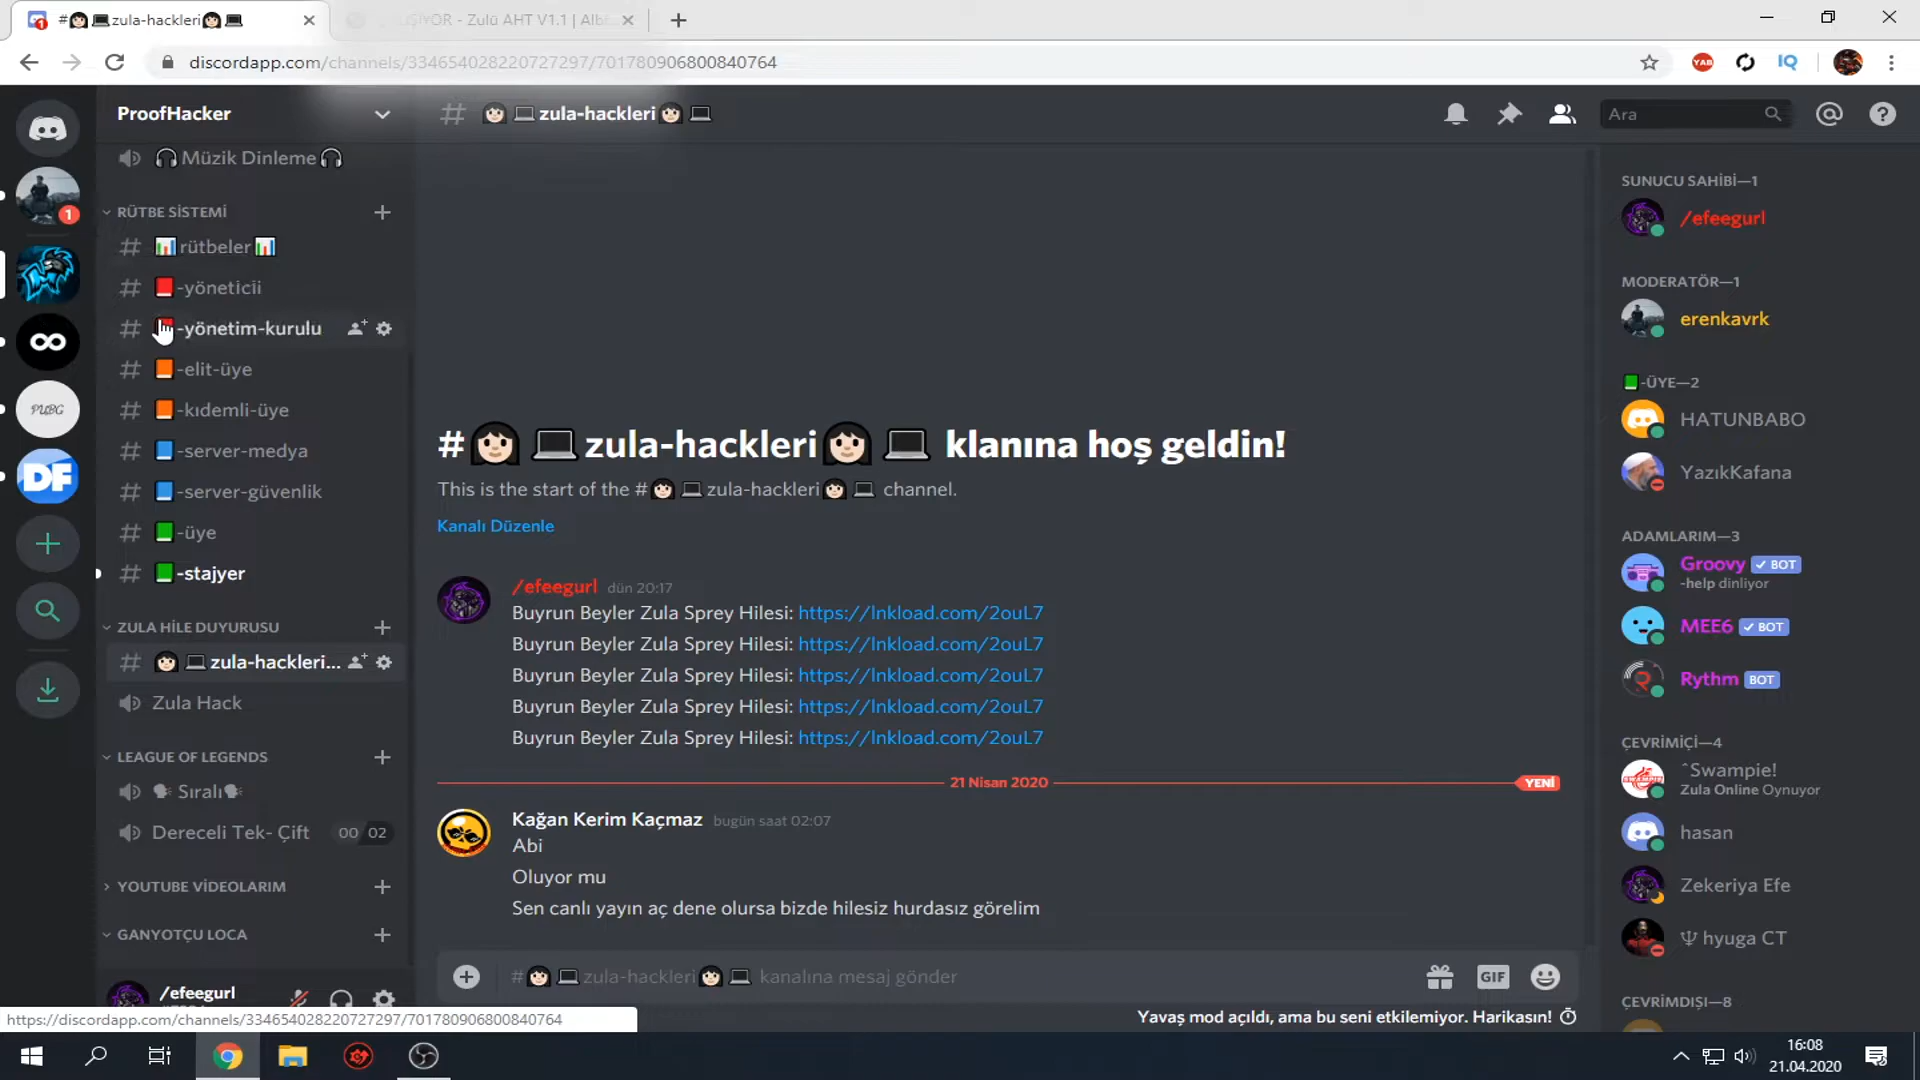 #zula-hackleri
Zula AHT V1.1 |
discordapp.com/channels/334654028220727297/701780906800840764
YAB
IQ
ProofHacker
zula-hackleri
Ara
Müzik Dinleme
RÜTBE SİSTEMİ
rütbeler
-yöneticii
-yönetim-kurulu
-elit-üye
-kıdemli-üye
-server-medya
-server-güvenlik
-üye
-stajyer
ZULA HİLE DUYURUSU
zula-hackleri...
Zula Hack
LEAGUE OF LEGENDS
Sıralı
Dereceli Tek- Çift 00 02
YOUTUBE VİDEOLARIM
GANYOTÇU LOCA
/efeegurl
1
PUBG
DF
#zula-hackleri klanına hoş geldin!
This is the start of the #zula-hackleri channel.
Kanalı Düzenle
/efeegurl dün 20:17
Buyrun Beyler Zula Sprey Hilesi: https://lnkload.com/2ouL7
Buyrun Beyler Zula Sprey Hilesi: https://lnkload.com/2ouL7
Buyrun Beyler Zula Sprey Hilesi: https://lnkload.com/2ouL7
Buyrun Beyler Zula Sprey Hilesi: https://lnkload.com/2ouL7
Buyrun Beyler Zula Sprey Hilesi: https://lnkload.com/2ouL7
21 Nisan 2020 YENİ
Kağan Kerim Kaçmaz bugün saat 02:07
Abi
Oluyor mu
Sen canlı yayın aç dene olursa bizde hilesiz hurdasız görelim
#zula-hackleri kanalına mesaj gönder
GIF
Yavaş mod açıldı, ama bu seni etkilemiyor. Harikasın!
SUNUCU SAHİBİ—1
/efeegurl
MODERATÖR—1
erenkavrk
-ÜYE—2
HATUNBABO
YazıkKafana
ADAMLARIM—3
Groovy BOT
-help dinliyor
MEE6 BOT
Rythm BOT
ÇEVRİMİÇİ—4
ˆSwampie!
Zula Online Oynuyor
hasan
Zekeriya Efe
Ψ hyuga CT
ÇEVRİMDIŞI—8
https://discordapp.com/channels/334654028220727297/701780906800840764
16:08
21.04.2020